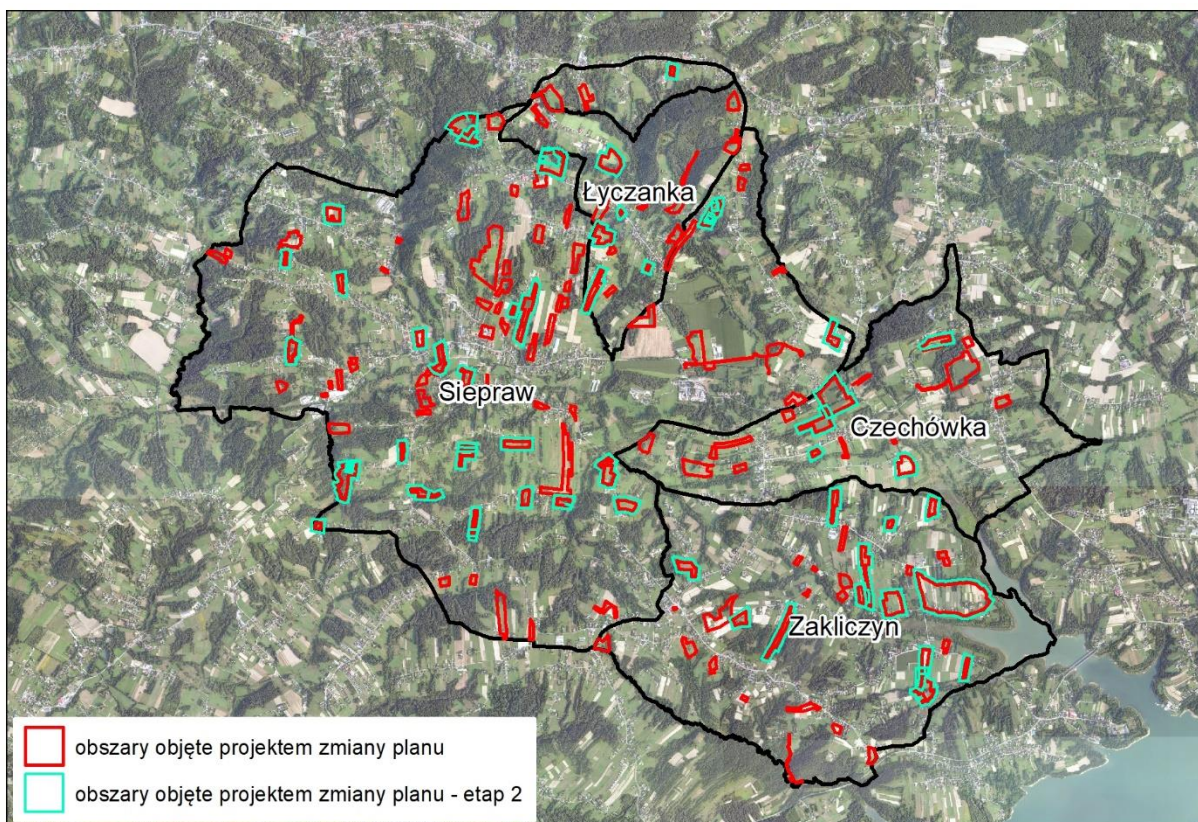 Łyczanka
Siepraw
Czechówka
Zakliczyn
obszary objęte projektem zmiany planu
obszary objęte projektem zmiany planu - etap 2